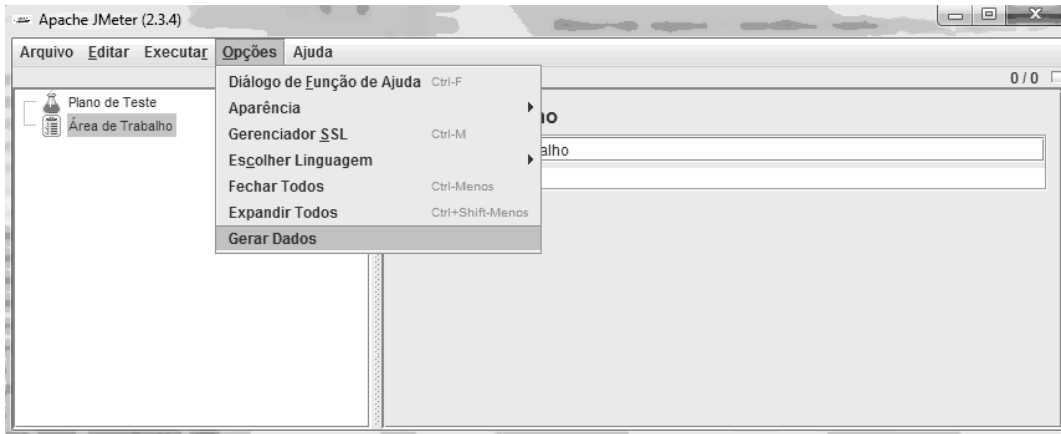 Apache JMeter (2.3.4)
Arquivo Editar Executar Opções Ajuda
0 / 0
Plano de Teste
Área de Trabalho
Diálogo de Função de Ajuda Ctrl-F
Aparência
Gerenciador SSL Ctrl-M
Escolher Linguagem
Fechar Todos Ctrl-Menos
Expandir Todos Ctrl+Shift-Menos
Gerar Dados
ho
alho